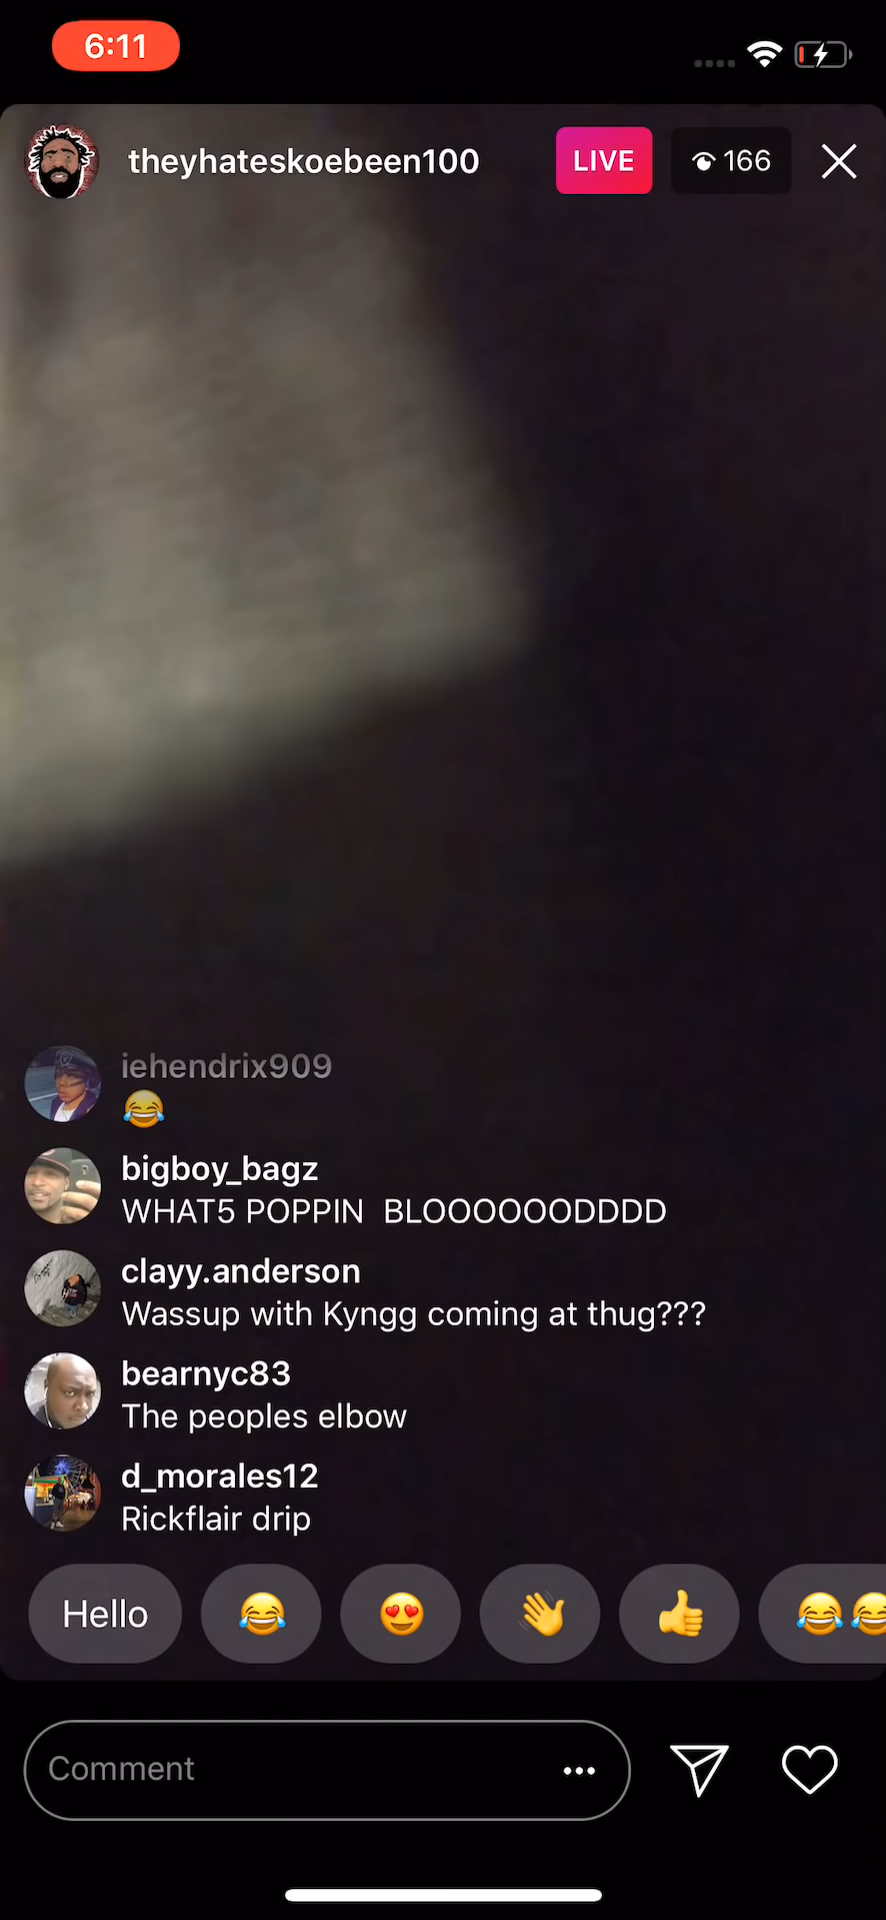 6:11
theyhateskoebeen100
LIVE
166
iehendrix909
😂
bigboy_bagz
WHAT5 POPPIN  BLOOOOOODDDD
clayy.anderson
Wassup with Kyngg coming at thug???
bearnyc83
The peoples elbow
d_morales12
Rickflair drip
Hello 😂 😍 👋 👍 😂😂
Comment